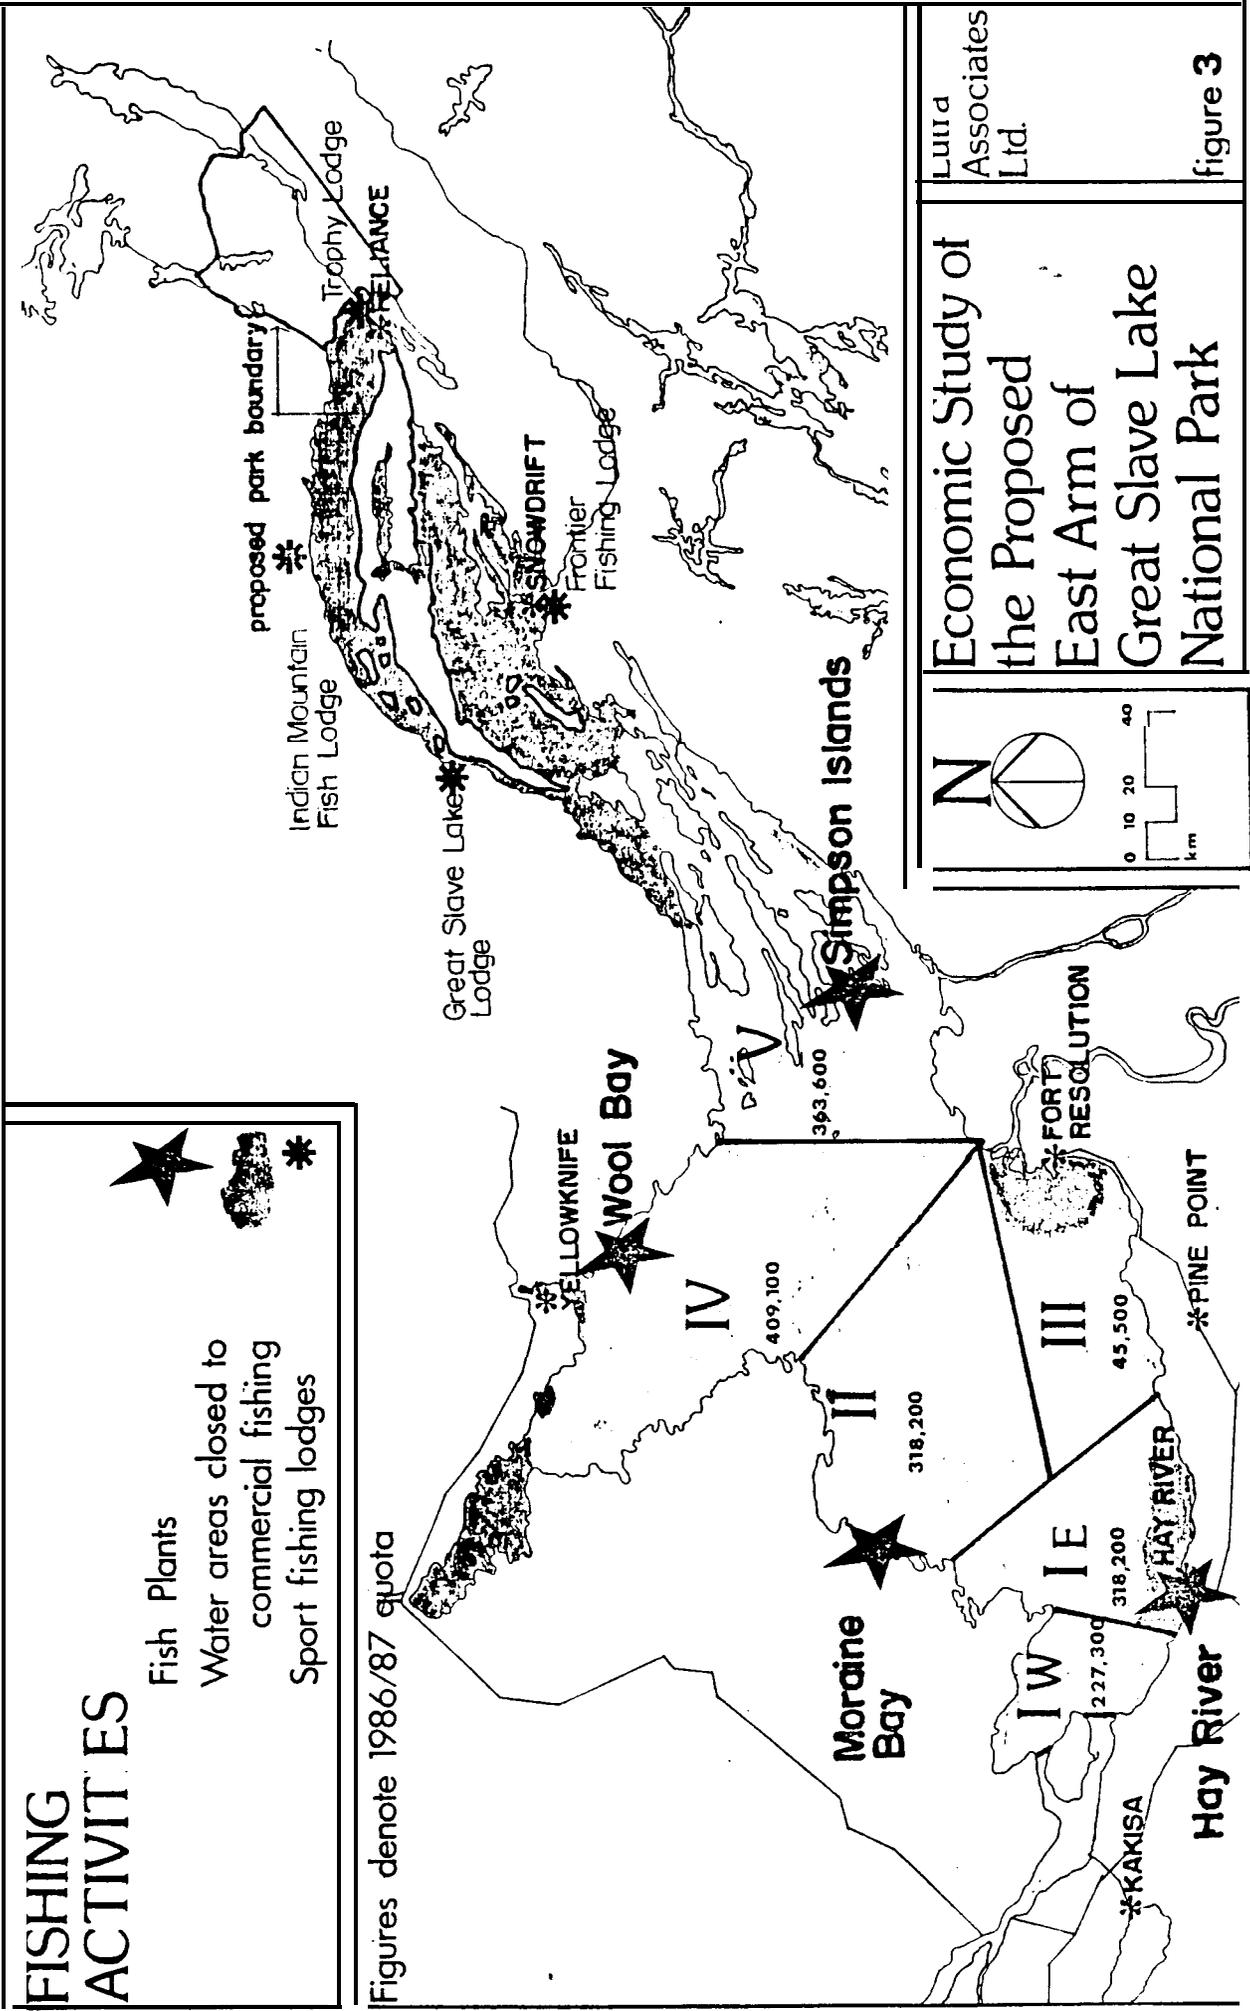 FISHING
ACTIVITIES
Fish Plants
Water areas closed to
commercial fishing
Sport fishing lodges
Figures denote 1986/87 quota
proposed park boundary
Trophy Lodge
RELIANCE
Indian Mountain
Fish Lodge
Great Slave Lake
Lodge
SNOWDRIFT
Frontier
Fishing Lodge
YELLOWKNIFE
Wool Bay
Simpson Islands
V
363,600
IV
409,100
II
318,200
III
45,500
I E
318,200
I W
227,300
Moraine
Bay
HAY RIVER
Hay River
KAKISA
PINE POINT
FORT
RESOLUTION
N
0 10 20 40
km
Economic Study of
the Proposed
East Arm of
Great Slave Lake
National Park
Lutra
Associates
Ltd.
figure 3